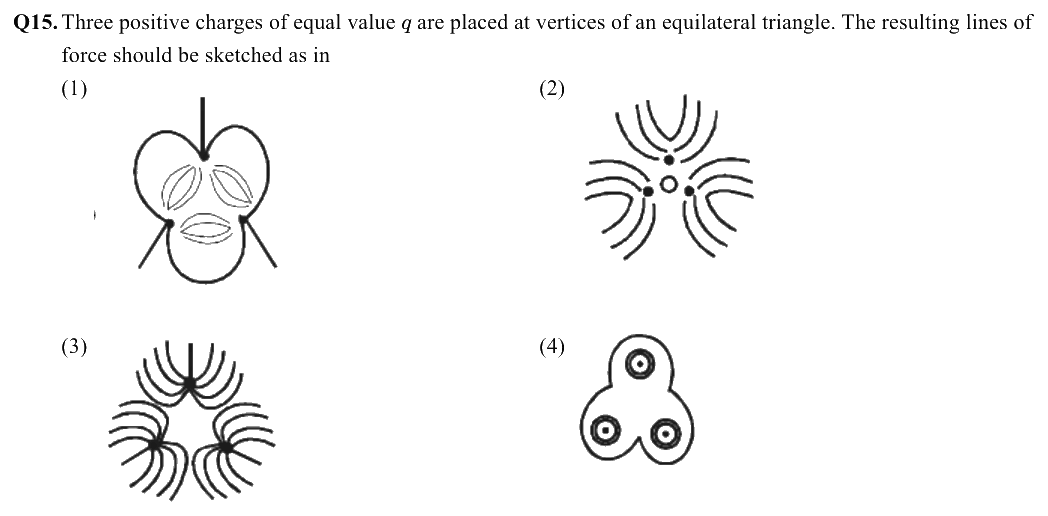 Q15. Three positive charges of equal value q are placed at vertices of an equilateral triangle. The resulting lines of
force should be sketched as in
(1)
(2)
(3)
(4)